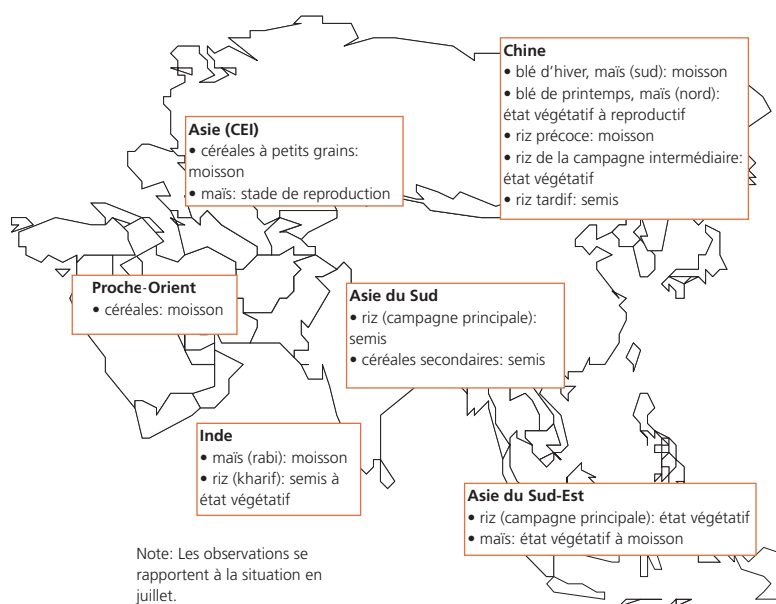 Chine
• blé d'hiver, maïs (sud): moisson
• blé de printemps, maïs (nord):
état végétatif à reproductif
• riz précoce: moisson
• riz de la campagne intermédiaire:
état végétatif
• riz tardif: semis
Asie (CEI)
• céréales à petits grains:
moisson
• maïs: stade de reproduction
Proche-Orient
• céréales: moisson
Asie du Sud
• riz (campagne principale):
semis
• céréales secondaires: semis
Inde
• maïs (rabi): moisson
• riz (kharif): semis à
état végétatif
Asie du Sud-Est
• riz (campagne principale): état végétatif
• maïs: état végétatif à moisson
Note: Les observations se
rapportent à la situation en
juillet.